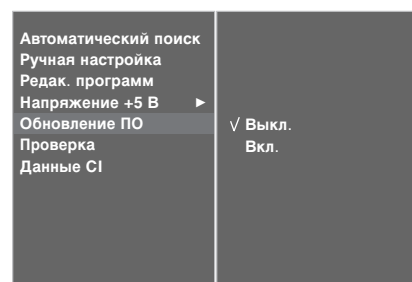 Автоматический поиск
Ручная настройка
Редак. программ
Напряжение +5 В ►
Обновление ПО
Проверка
Данные CI
√ Выкл.
Вкл.